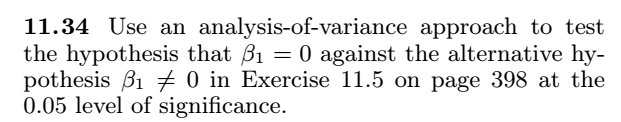 11.34 Use an analysis-of-variance approach to test
the hypothesis that β₁ = 0 against the alternative hy-
pothesis β₁ ≠ 0 in Exercise 11.5 on page 398 at the
0.05 level of significance.